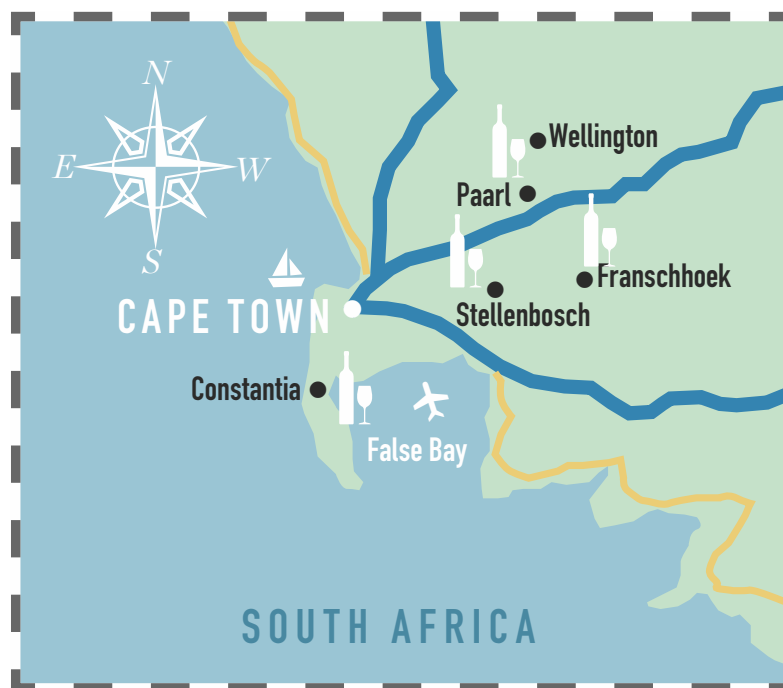 N
E
W
S
Wellington
Paarl
Franschhoek
Stellenbosch
CAPE TOWN
Constantia
False Bay
SOUTH AFRICA